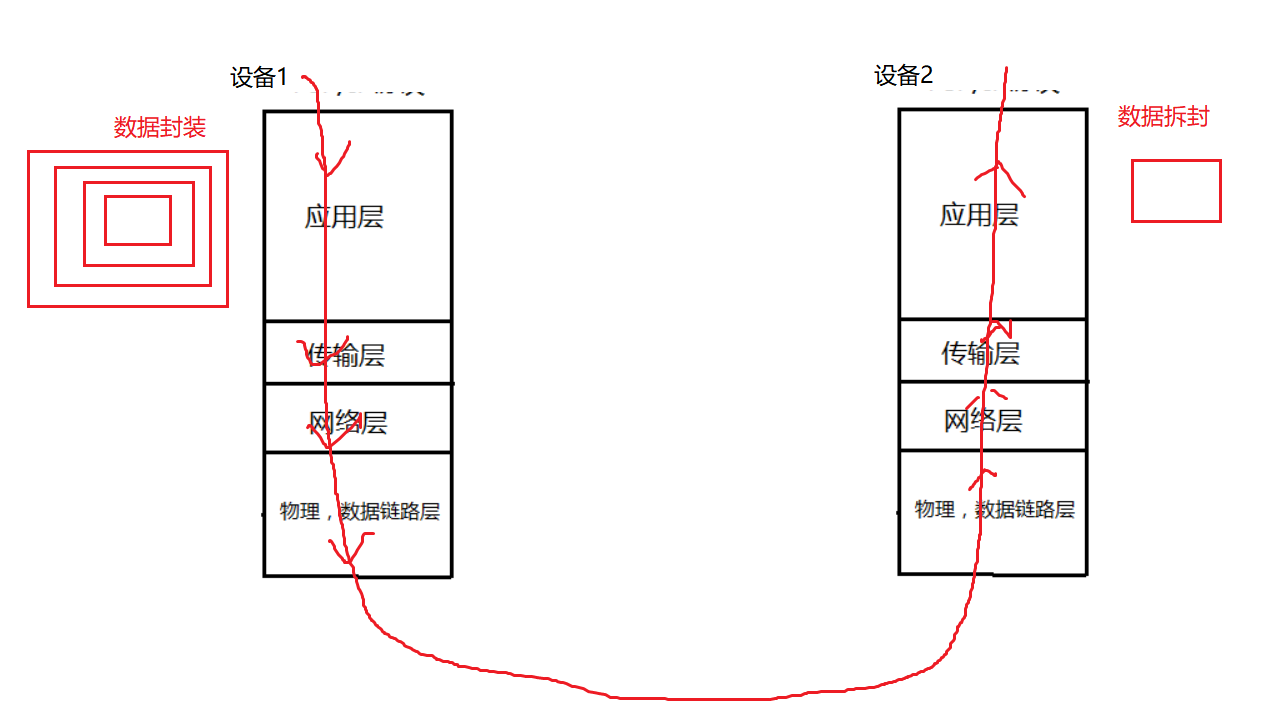 设备1
数据封装
应用层
传输层
网络层
物理，数据链路层
设备2
数据拆封
应用层
传输层
网络层
物理，数据链路层